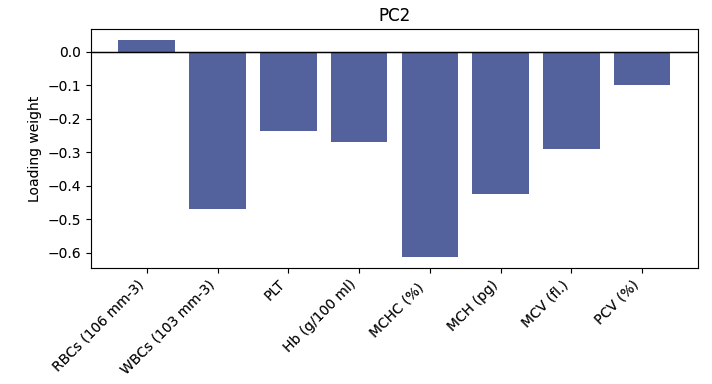 PC2
Loading weight
0.0
−0.1
−0.2
−0.3
−0.4
−0.5
−0.6
RBCs (106 mm-3)
WBCs (103 mm-3)
PLT
Hb (g/100 ml)
MCHC (%)
MCH (pg)
MCV (fl.)
PCV (%)